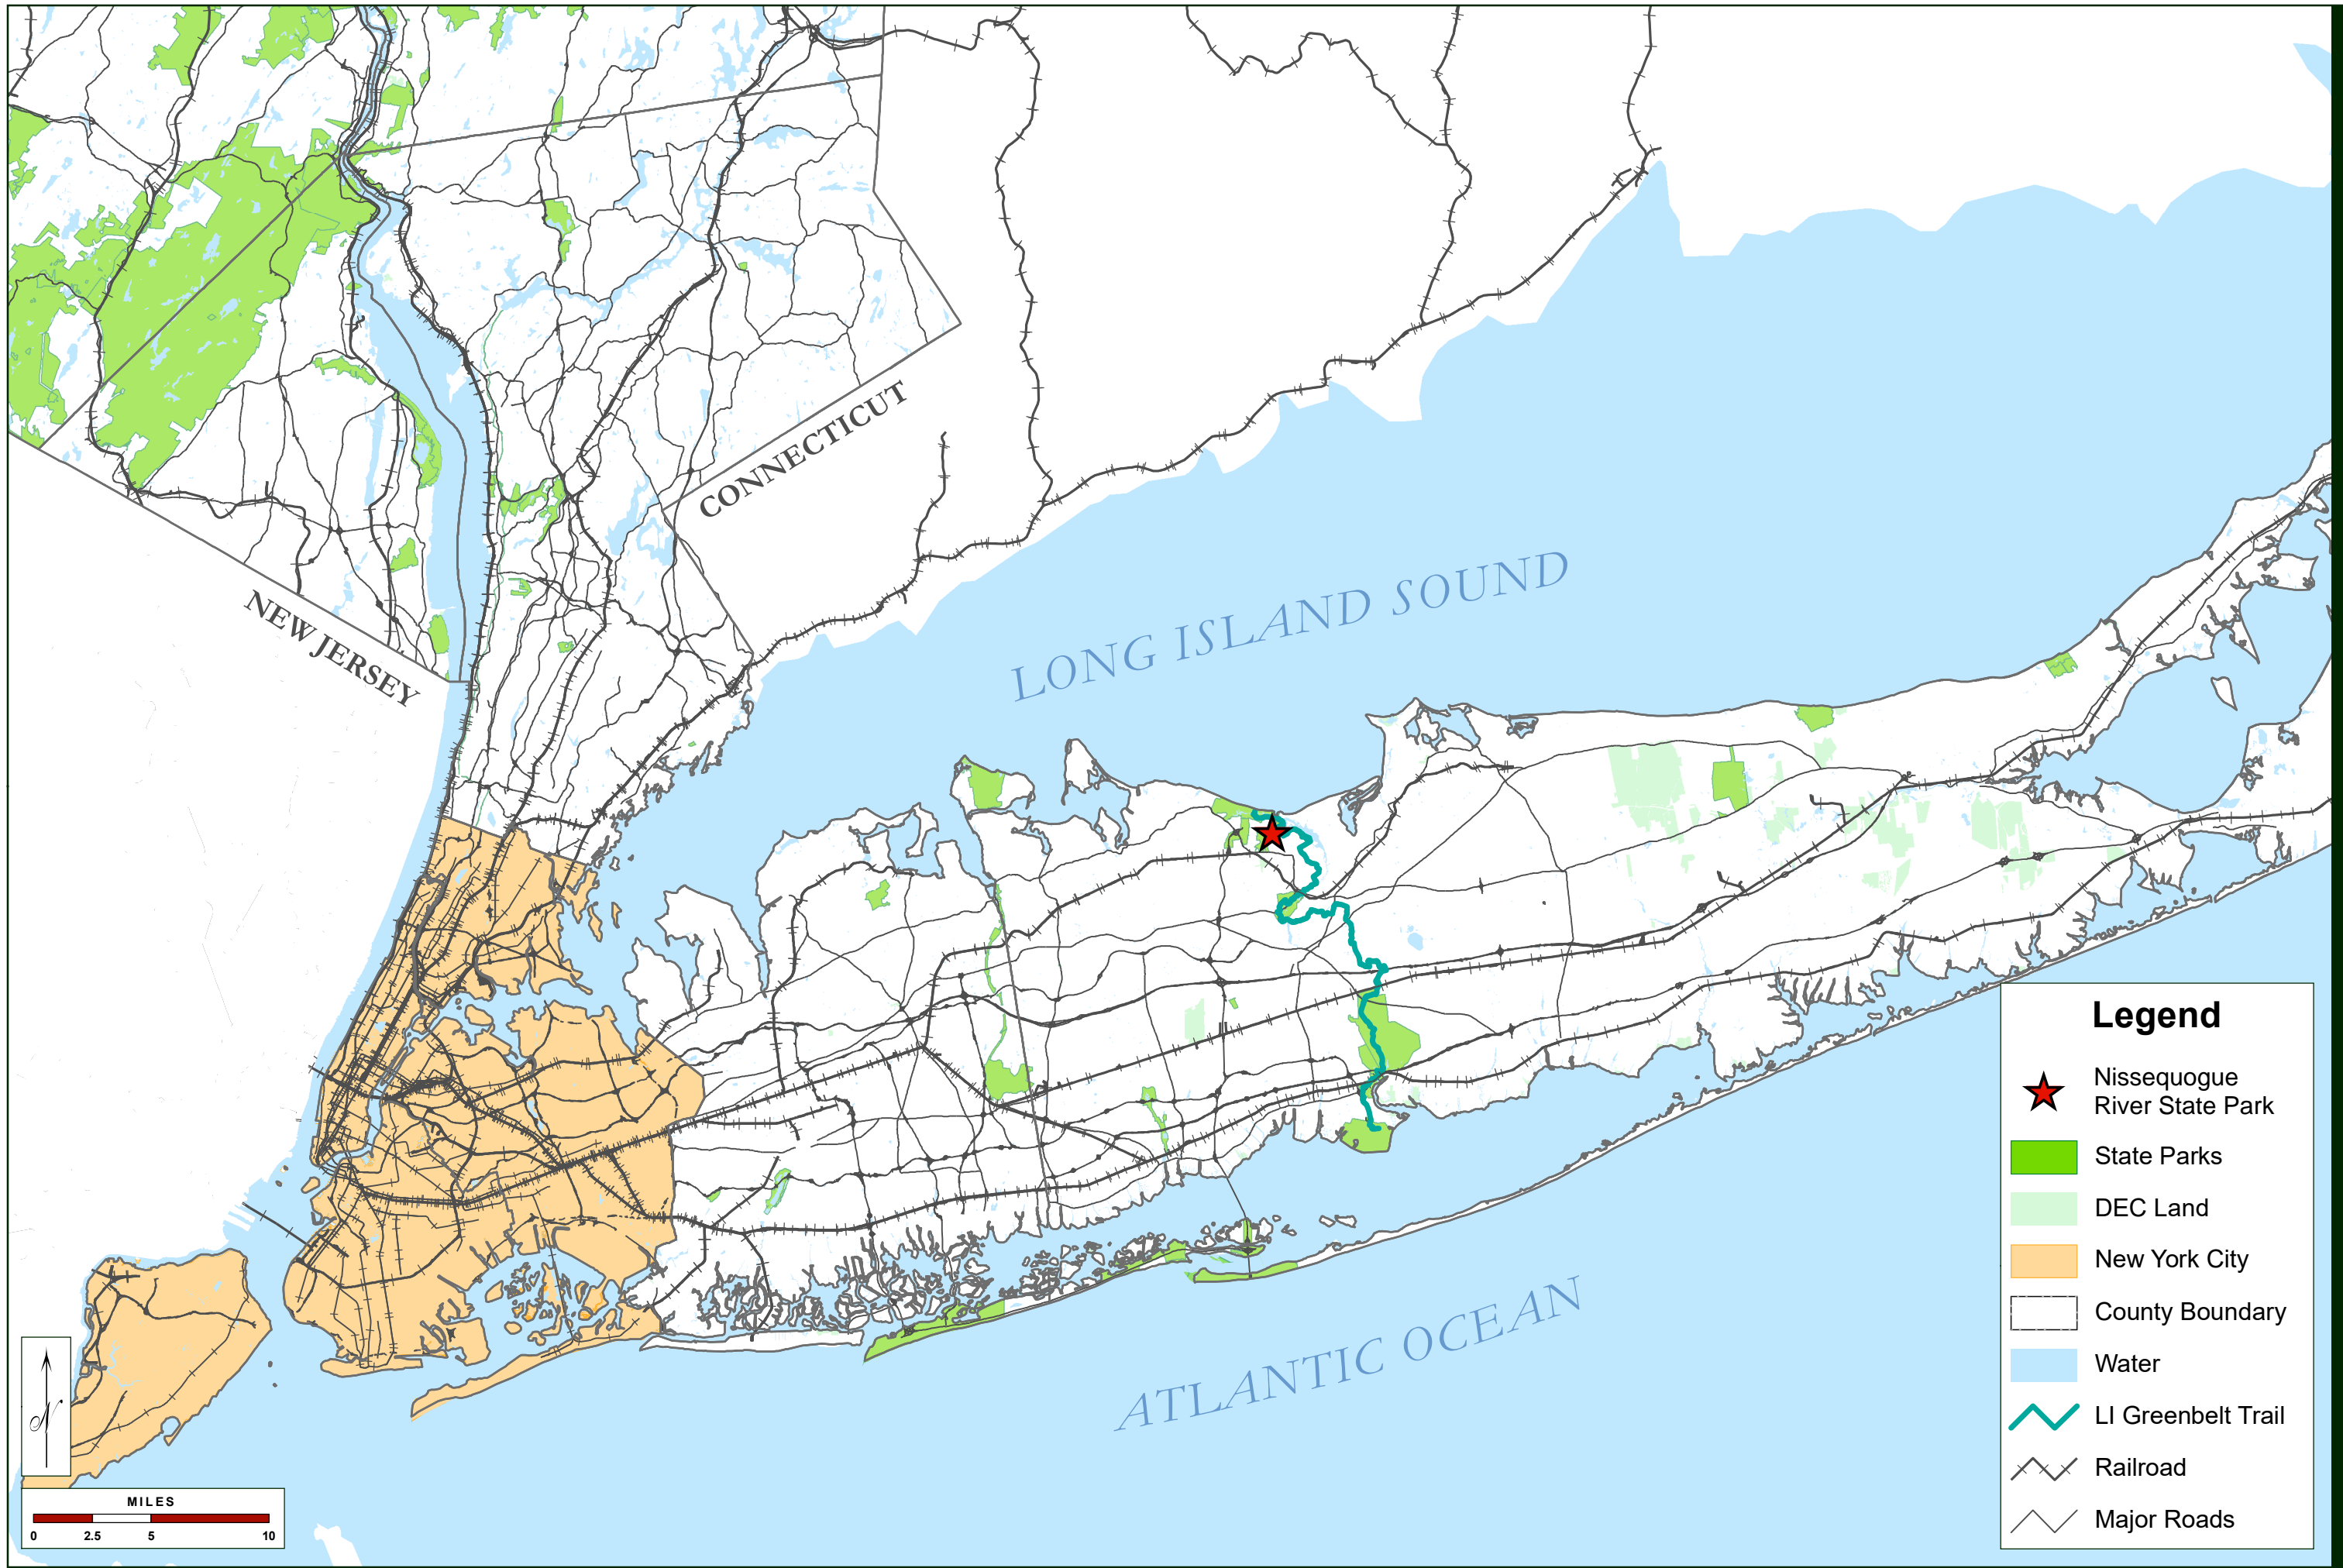 CONNECTICUT
NEW JERSEY
LONG ISLAND SOUND
ATLANTIC OCEAN
Legend
Nissequogue
River State Park
State Parks
DEC Land
New York City
County Boundary
Water
LI Greenbelt Trail
Railroad
Major Roads
N
MILES
0 2.5 5 10